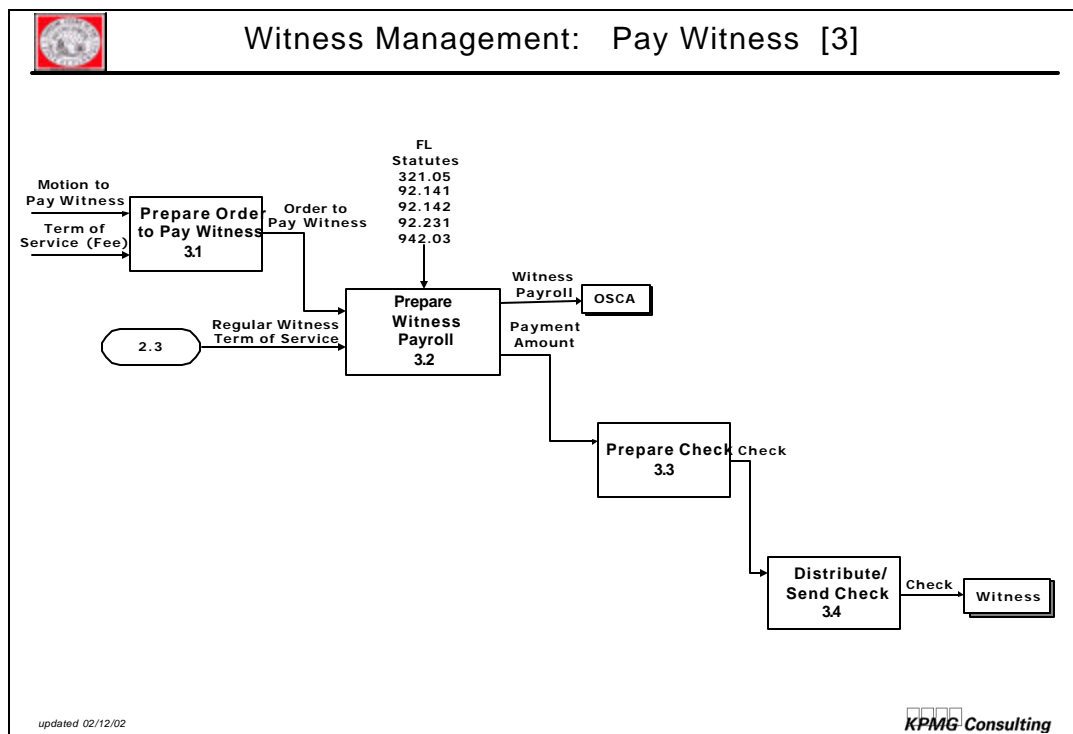 Witness Management: Pay Witness [3]
FL
Statutes
321.05
92.141
92.142
92.231
942.03
Motion to
Pay Witness
Term of
Service (Fee)
Prepare Order
to Pay Witness
3.1
Order to
Pay Witness
2.3
Regular Witness
Term of Service
Prepare
Witness
Payroll
3.2
Witness
Payroll
OSCA
Payment
Amount
Prepare Check
3.3
Check
Distribute/
Send Check
3.4
Check
Witness
updated 02/12/02
KPMG Consulting